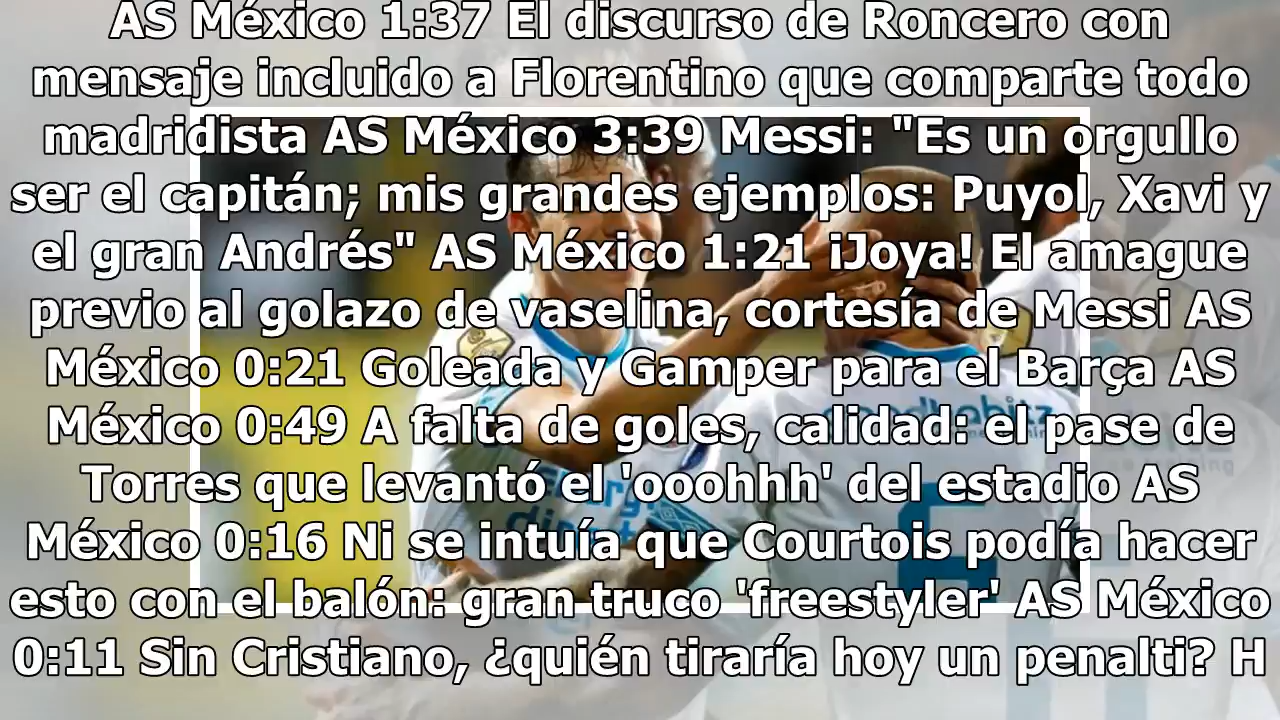 AS México 1:37 El discurso de Roncero con
mensaje incluido a Florentino que comparte todo
madridista AS México 3:39 Messi: "Es un orgullo
ser el capitán; mis grandes ejemplos: Puyol, Xavi y
el gran Andrés" AS México 1:21 ¡Joya! El amague
previo al golazo de vaselina, cortesía de Messi AS
México 0:21 Goleada y Gamper para el Barça AS
México 0:49 A falta de goles, calidad: el pase de
Torres que levantó el 'ooohhh' del estadio AS
México 0:16 Ni se intuía que Courtois podía hacer
esto con el balón: gran truco 'freestyler' AS México
0:11 Sin Cristiano, ¿quién tiraría hoy un penalti? H
6